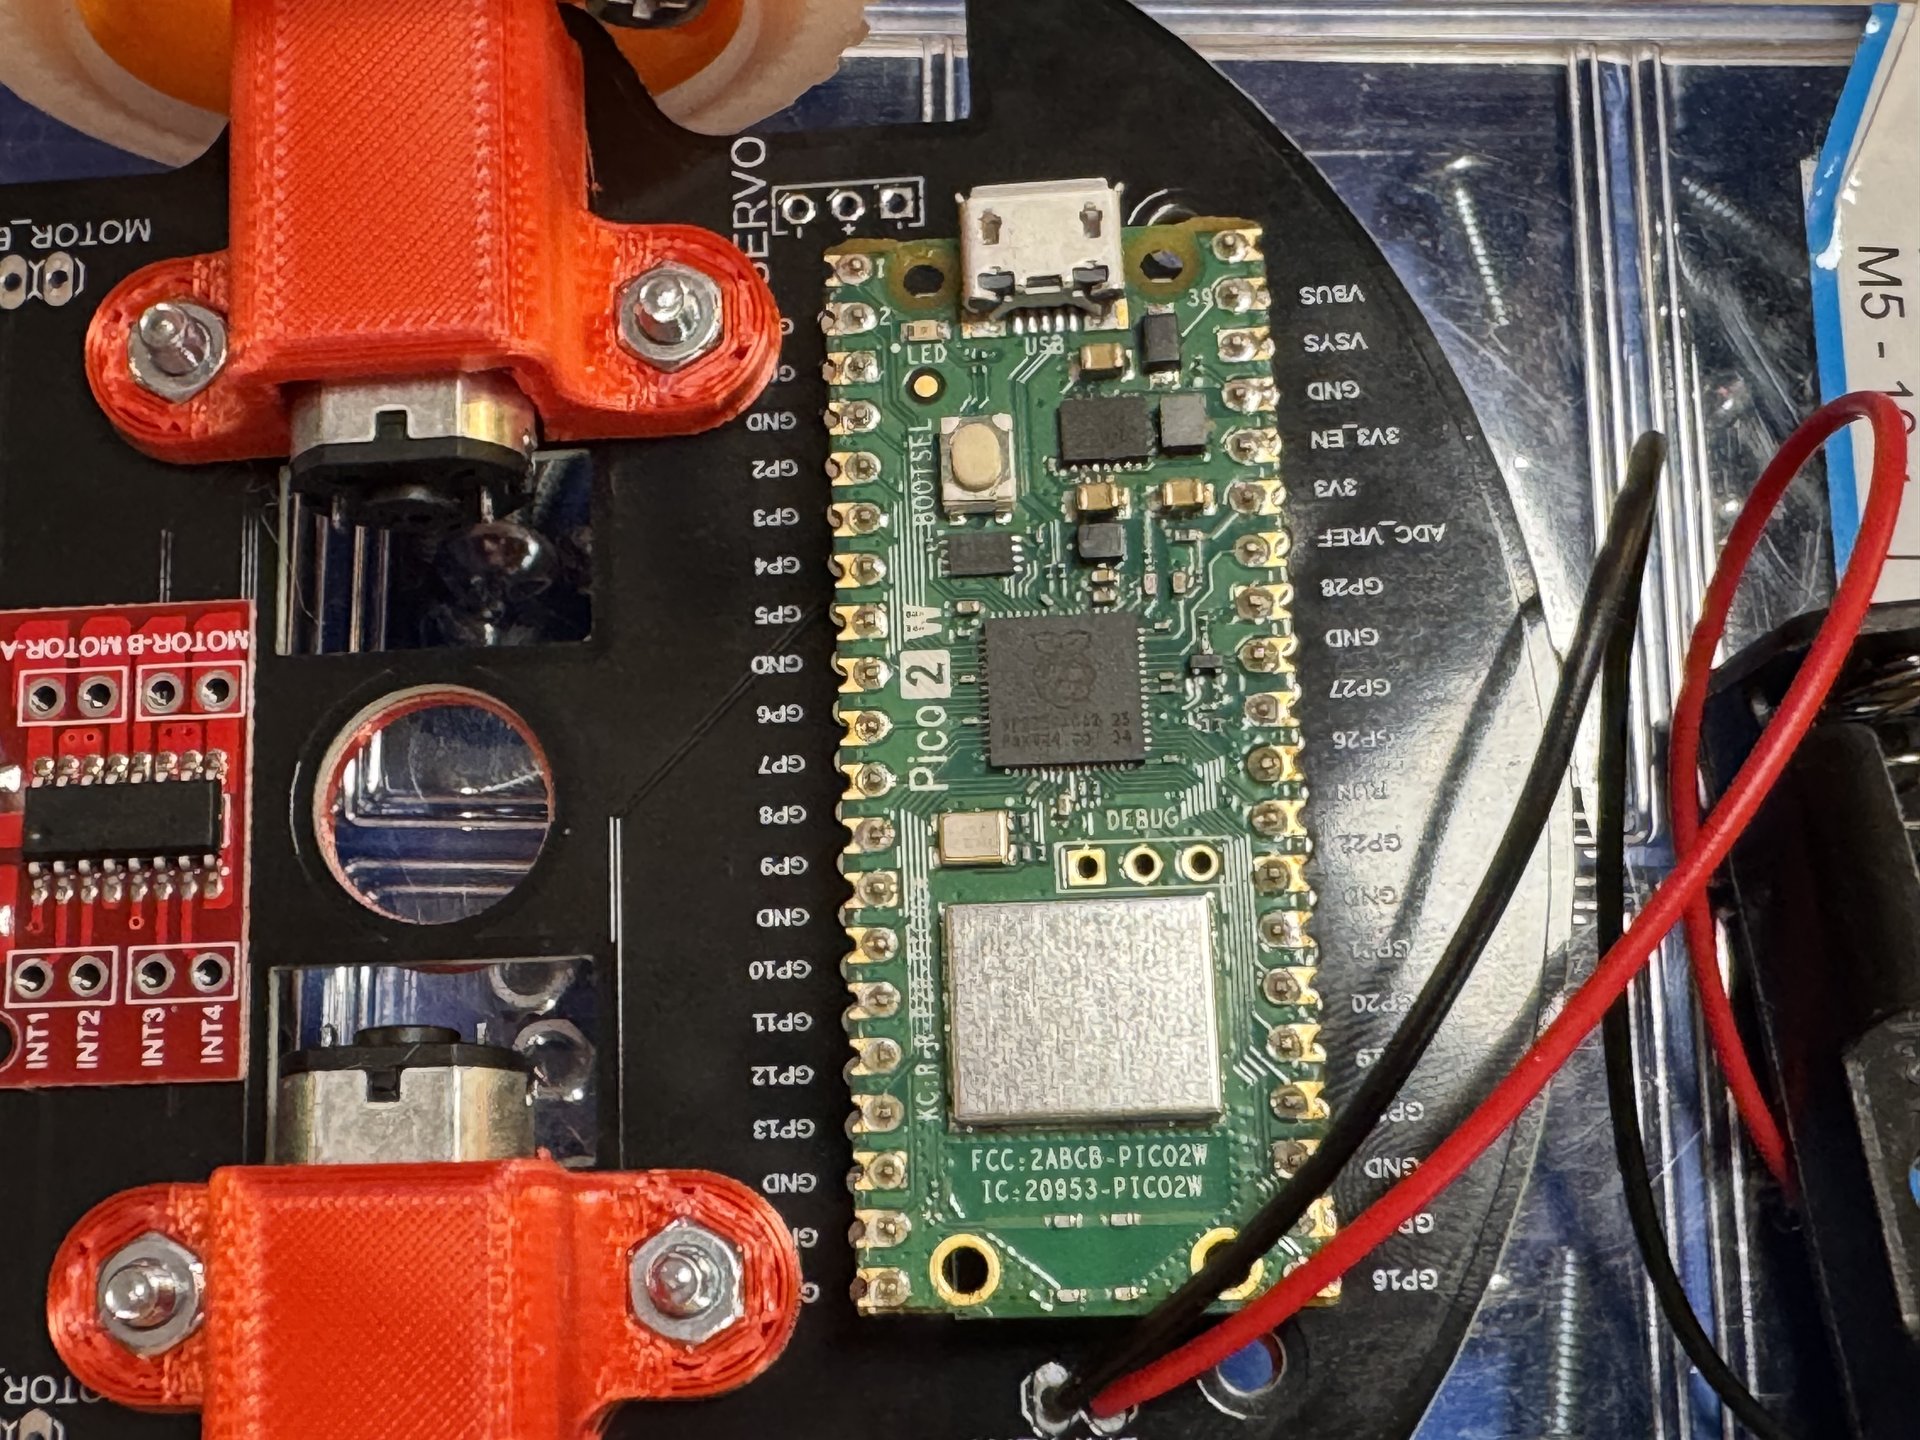 SERVO
-
+
MOTOR_B
1
2
39
LED
USB
BOOTSEL
Pico 2 W
DEBUG
FCC:2ABCB-PICO2W
IC:20953-PICO2W
GND
GP2
GP3
GP4
GP5
GND
GP6
GP7
GP8
GP9
GND
GP10
GP11
GP12
GP13
GND
VBUS
VSYS
GND
3V3_EN
3V3
ADC_VREF
GP28
GND
GP27
GP26
RUN
GP22
GND
GP20
GND
GP16
MOTOR-A
MOTOR-B
INT1
INT2
INT3
INT4
M5 -